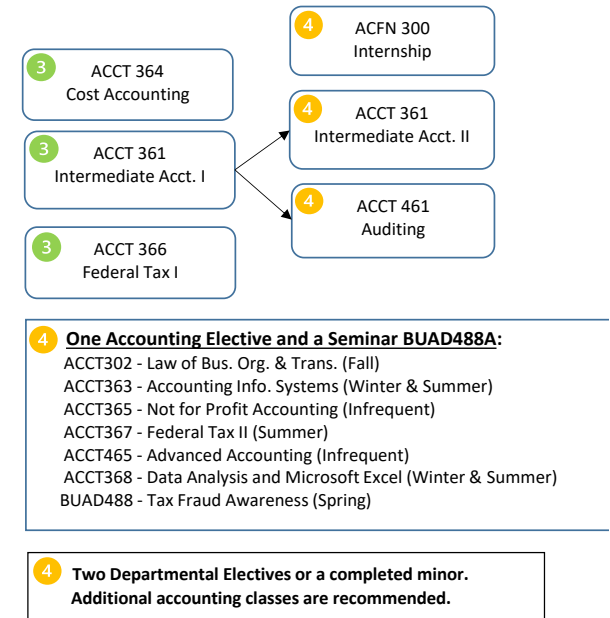 3
ACCT 364
Cost Accounting
3
ACCT 361
Intermediate Acct. I
3
ACCT 366
Federal Tax I
4
ACFN 300
Internship
4
ACCT 361
Intermediate Acct. II
4
ACCT 461
Auditing
4
One Accounting Elective and a Seminar BUAD488A:
ACCT302 - Law of Bus. Org. & Trans. (Fall)
ACCT363 - Accounting Info. Systems (Winter & Summer)
ACCT365 - Not for Profit Accounting (Infrequent)
ACCT367 - Federal Tax II (Summer)
ACCT465 - Advanced Accounting (Infrequent)
ACCT368 - Data Analysis and Microsoft Excel (Winter & Summer)
BUAD488 - Tax Fraud Awareness (Spring)
4
Two Departmental Electives or a completed minor.
Additional accounting classes are recommended.